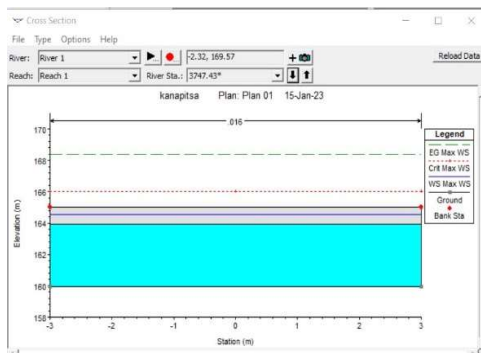 Cross Section
File Type Options Help
River: River 1 -2.32, 169.57 Reload Data
Reach: Reach 1 River Sta.: 3747.43*
kanapitsa Plan: Plan 01 15-Jan-23
.016
Legend
EG Max WS
Crit Max WS
WS Max WS
Ground
Bank Sta
Elevation (m)
170
168
166
164
162
160
158
-3 -2 -1 0 1 2 3
Station (m)